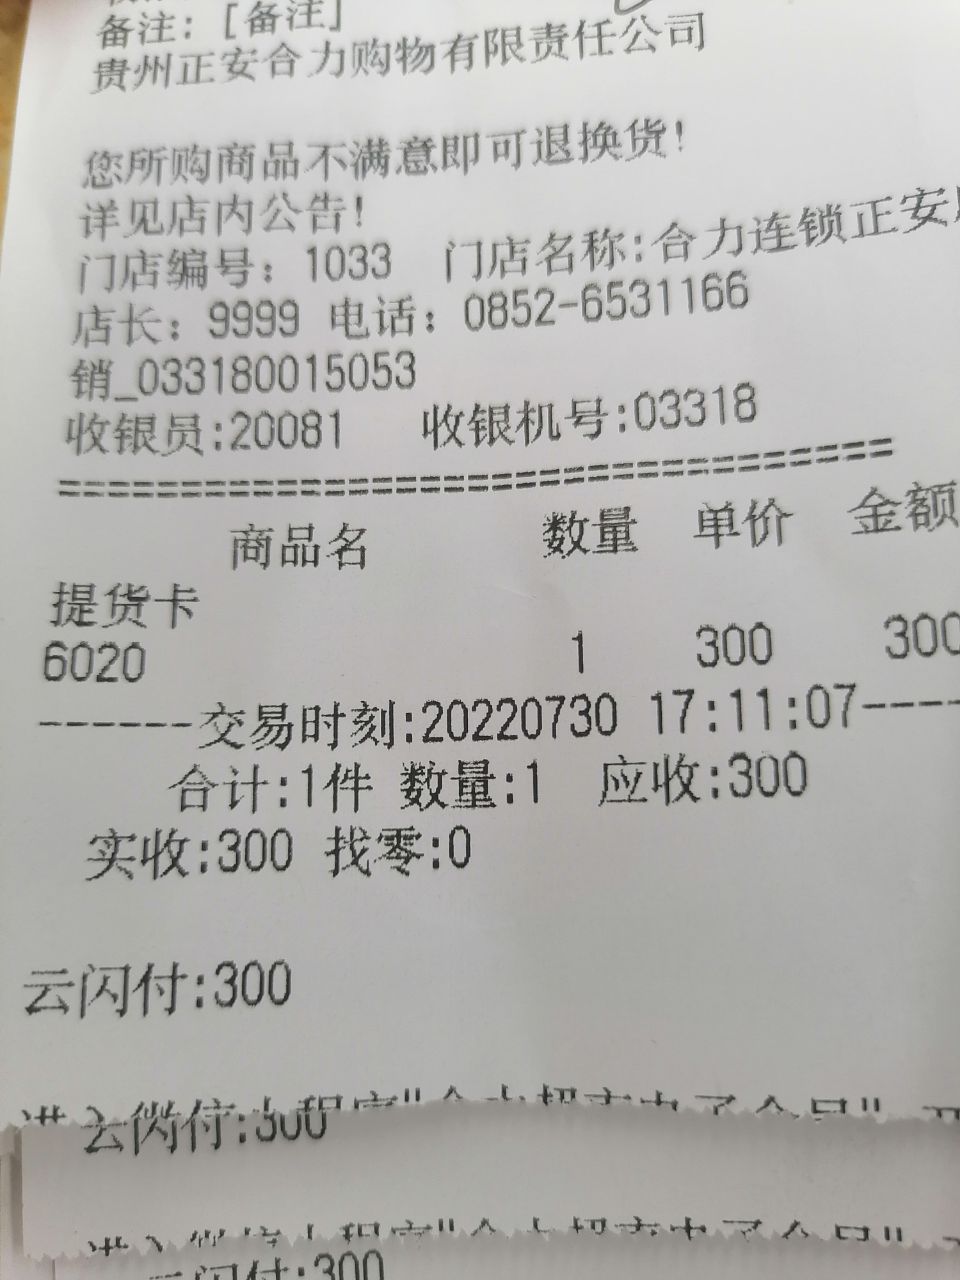 备注: [备注]
贵州正安合力购物有限责任公司
您所购商品不满意即可退换货!
详见店内公告!
门店编号: 1033 门店名称:合力连锁正安
店长: 9999 电话: 0852-6531166
销_033180015053
收银员:20081 收银机号:03318
==================================
商品名 数量 单价 金额
提货卡
6020 1 300 300
------交易时刻:20220730 17:11:07----
合计:1件 数量:1 应收:300
实收:300 找零:0
云闪付:300
云闪付:300
云闪付:300